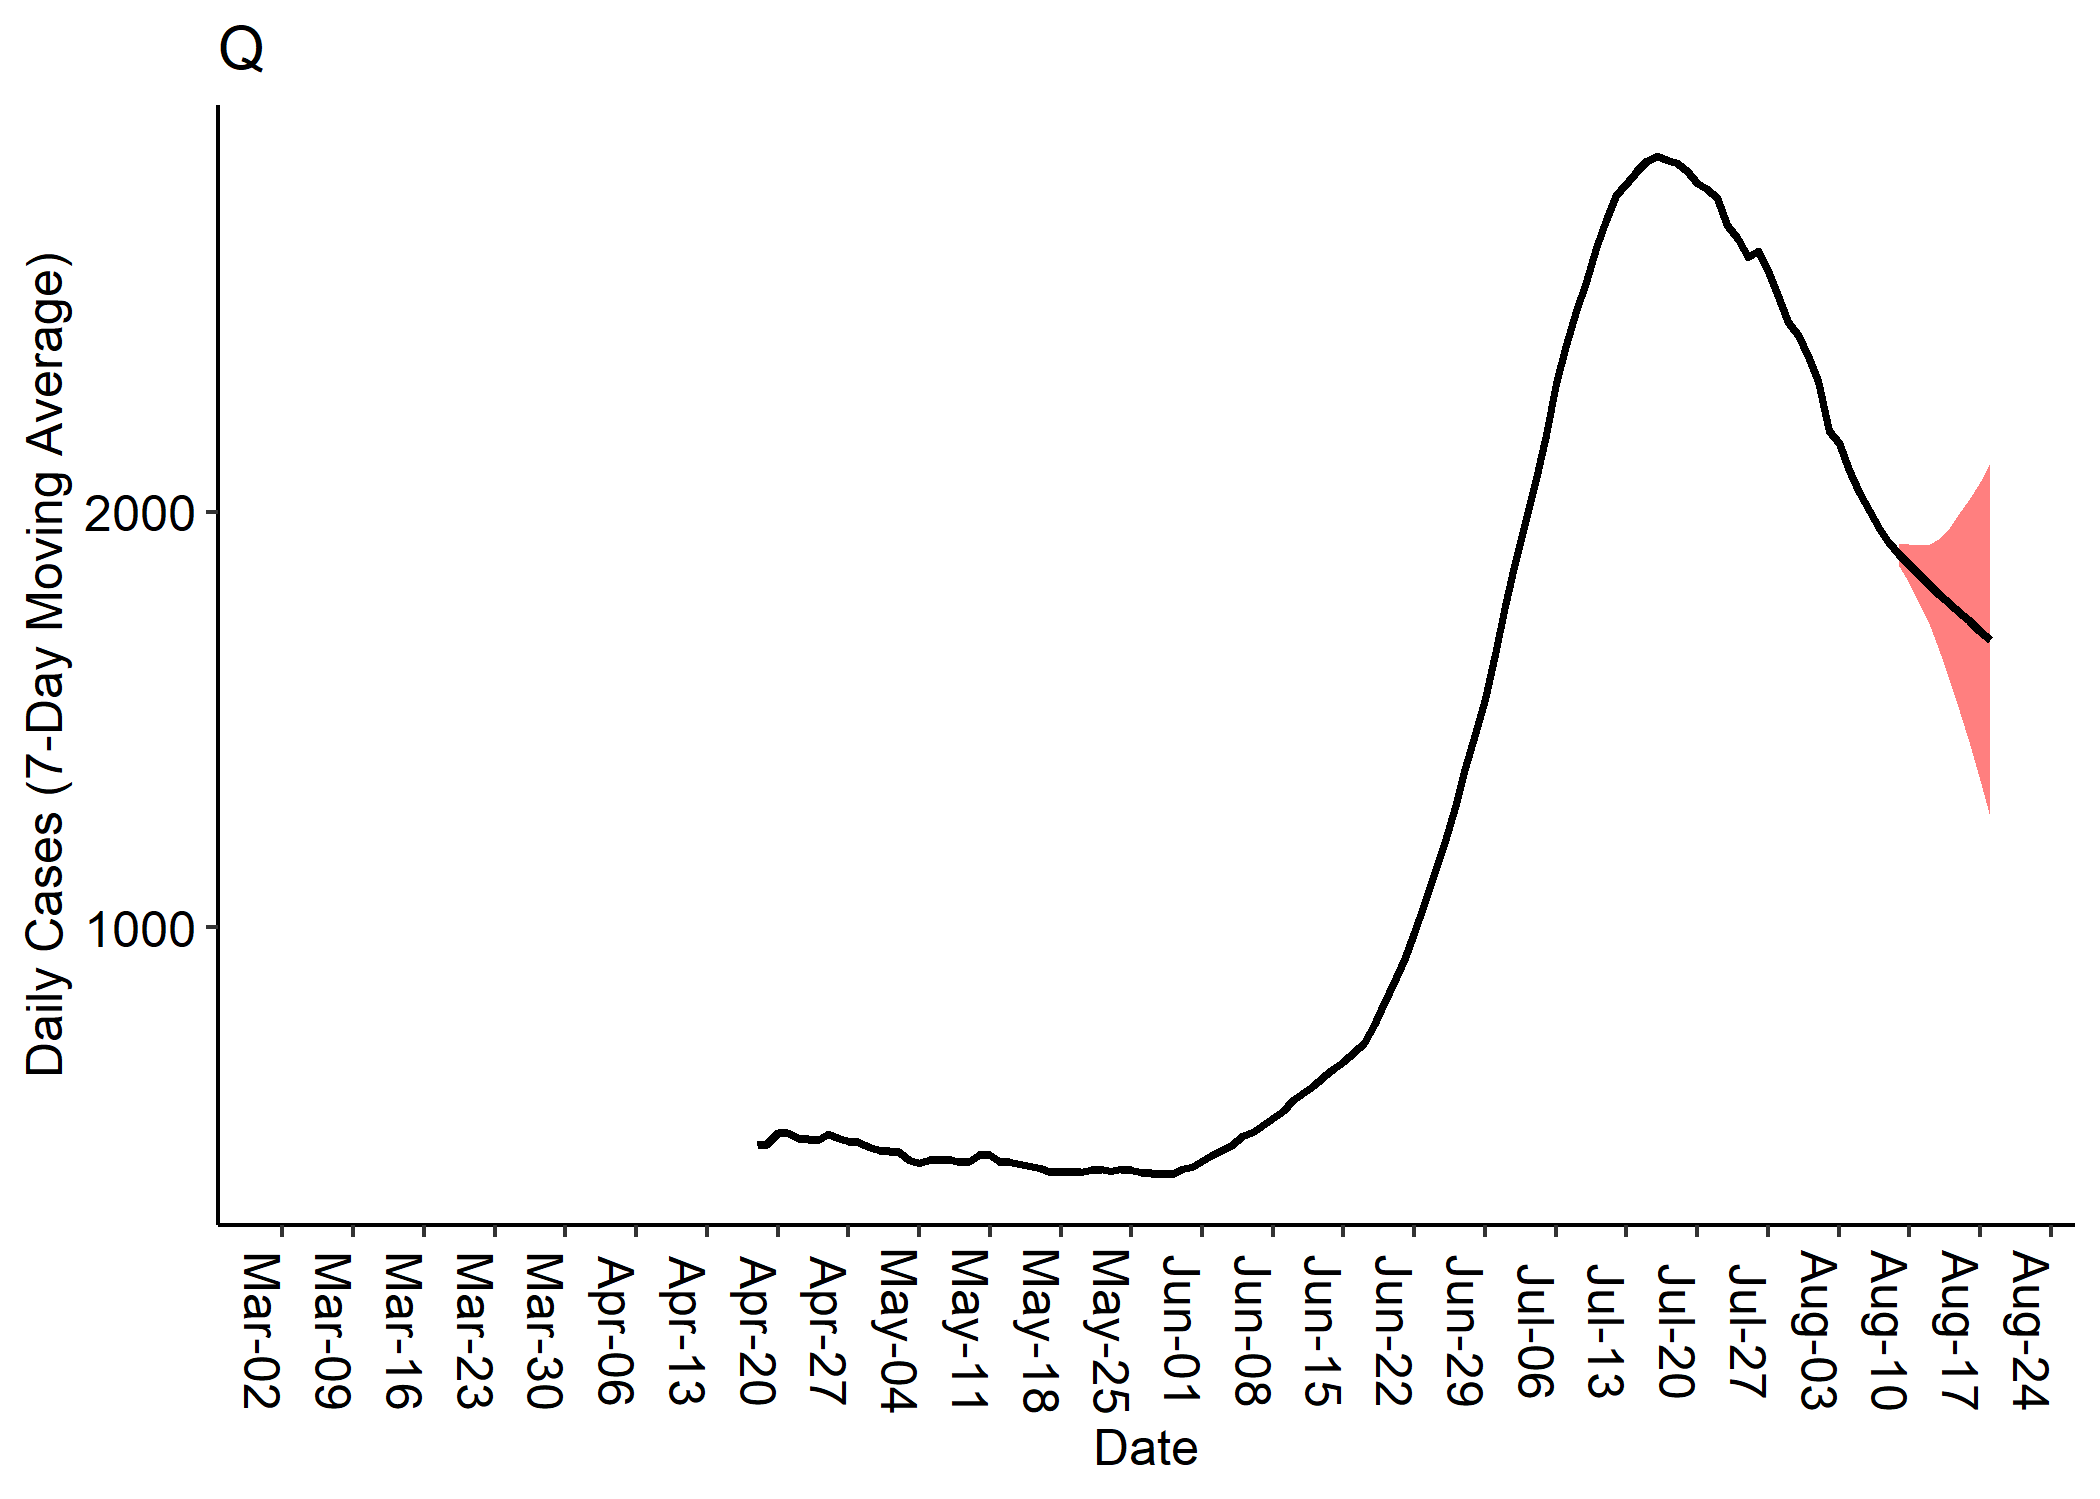 Q
Daily Cases (7-Day Moving Average)
2000
1000
Mar-02
Mar-09
Mar-16
Mar-23
Mar-30
Apr-06
Apr-13
Apr-20
Apr-27
May-04
May-11
May-18
May-25
Jun-01
Jun-08
Jun-15
Jun-22
Jun-29
Jul-06
Jul-13
Jul-20
Jul-27
Aug-03
Aug-10
Aug-17
Aug-24
Date